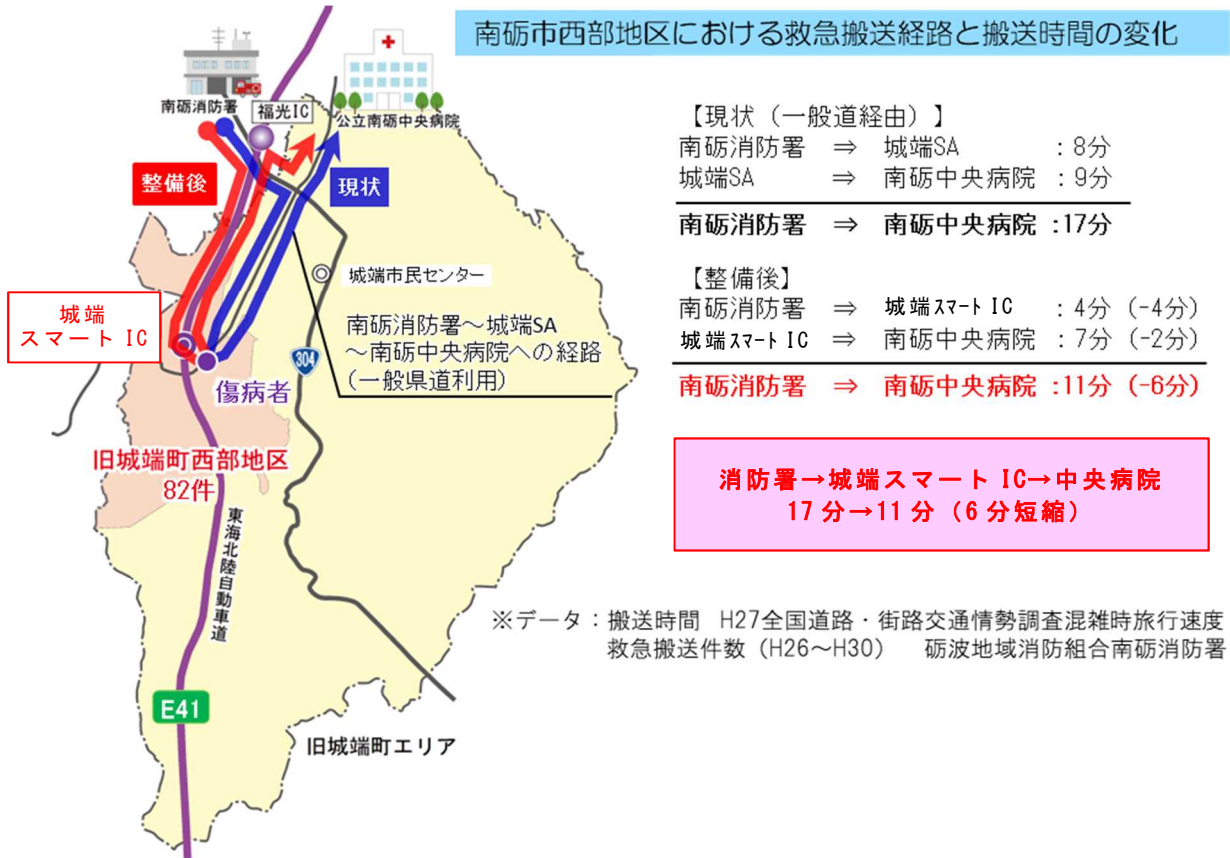 南砺市西部地区における救急搬送経路と搬送時間の変化
南砺消防署
福光IC
公立南砺中央病院
整備後
現状
城端市民センター
城端
スマート IC
南砺消防署～城端SA
～南砺中央病院への経路
（一般県道利用）
304
傷病者
旧城端町西部地区
82件
東海北陸自動車道
E41
旧城端町エリア
【現状（一般道経由）】
南砺消防署 ⇒ 城端SA ：8分
城端SA ⇒ 南砺中央病院 ：9分
南砺消防署 ⇒ 南砺中央病院 ：17分
【整備後】
南砺消防署 ⇒ 城端スマート IC ：4分（-4分）
城端スマート IC ⇒ 南砺中央病院 ：7分（-2分）
南砺消防署 ⇒ 南砺中央病院 ：11分（-6分）
消防署→城端スマート IC→中央病院
17分→11分（6分短縮）
※データ：搬送時間 H27全国道路・街路交通情勢調査混雑時旅行速度
救急搬送件数（H26～H30） 砺波地域消防組合南砺消防署